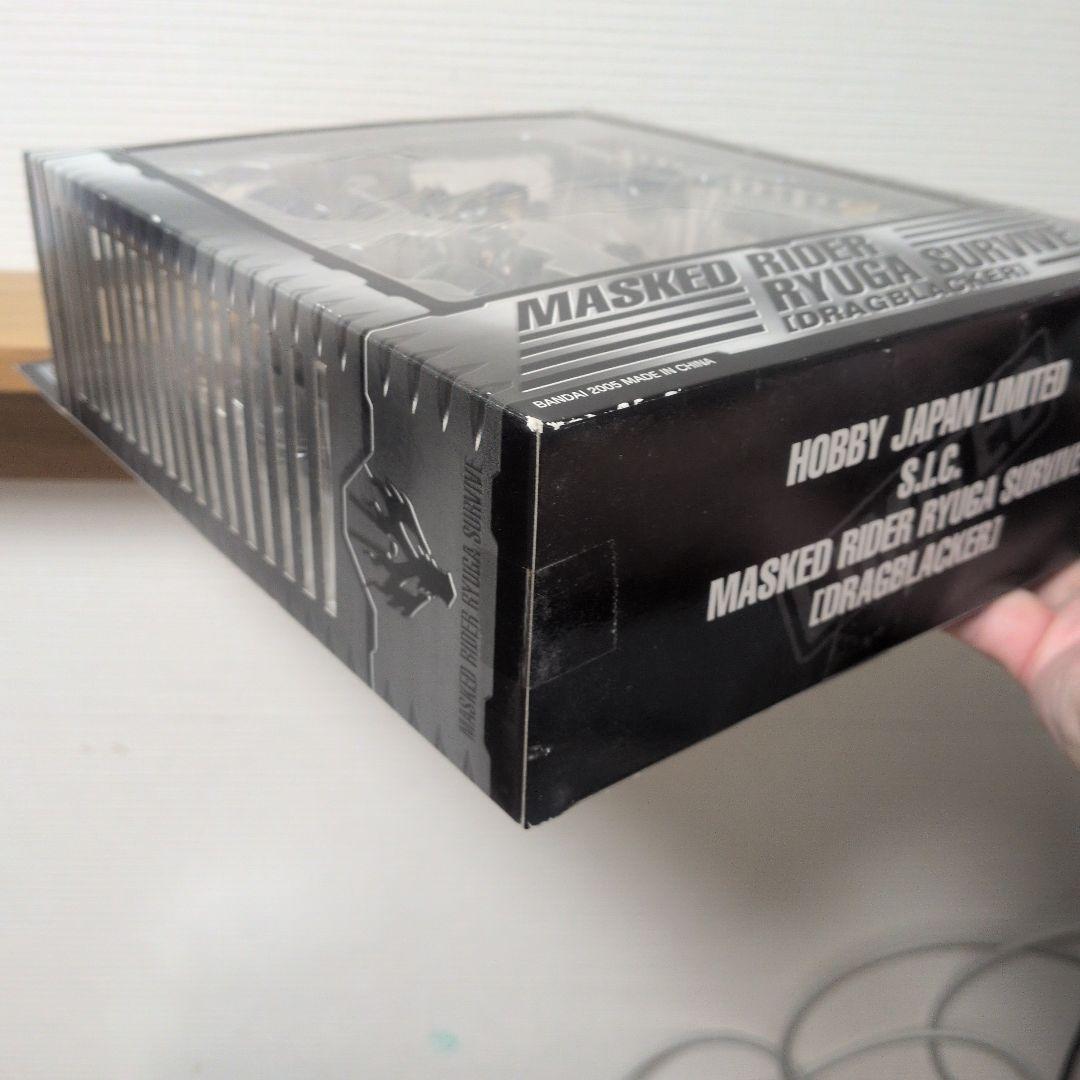 MASKED RIDER
RYUGA SURVIVE
[DRAGBLACKER]
BANDAI 2005 MADE IN CHINA
HOBBY JAPAN LIMITED
S.I.C.
MASKED RIDER RYUGA SURVIVE
[DRAGBLACKER]
MASKED RIDER RYUGA SURVIVE